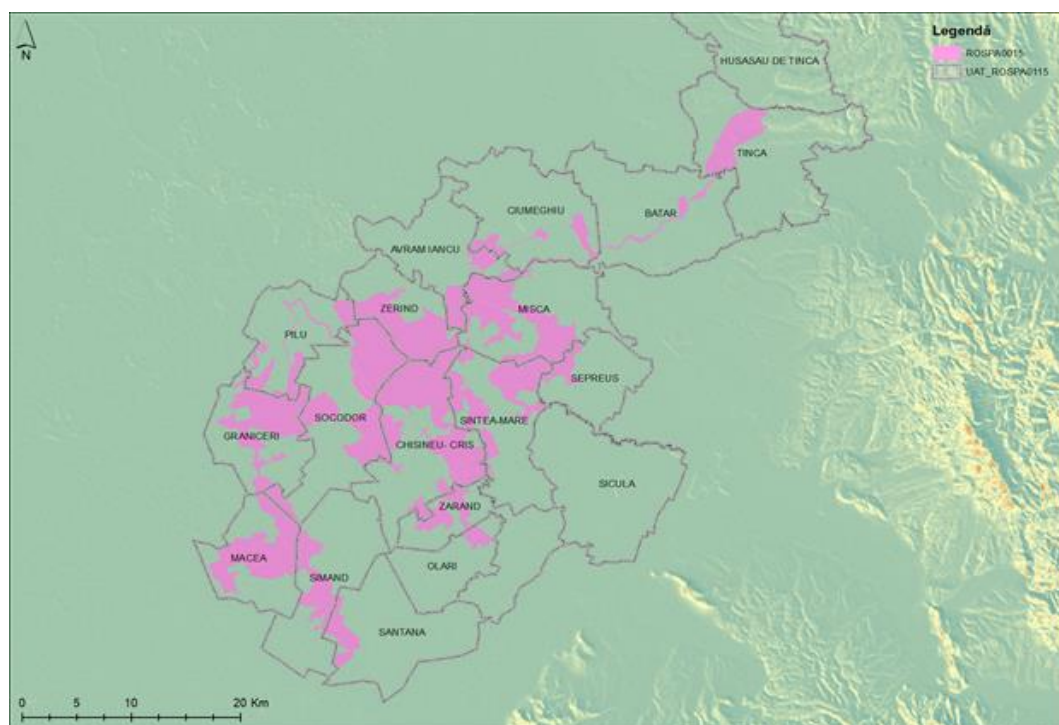 Legendă
ROSPA0015
UAT_ROSPA0115
N
HUSASAU DE TINCA
TINCA
CIUMEGHIU
BATAR
AVRAM IANCU
ZERIND
MISCA
PILU
SEPREUS
SOCODOR
SINTEA-MARE
GRANICERI
CHISINEU- CRIS
SICULA
ZARAND
MACEA
OLARI
SIMAND
SANTANA
0 5 10 20 Km